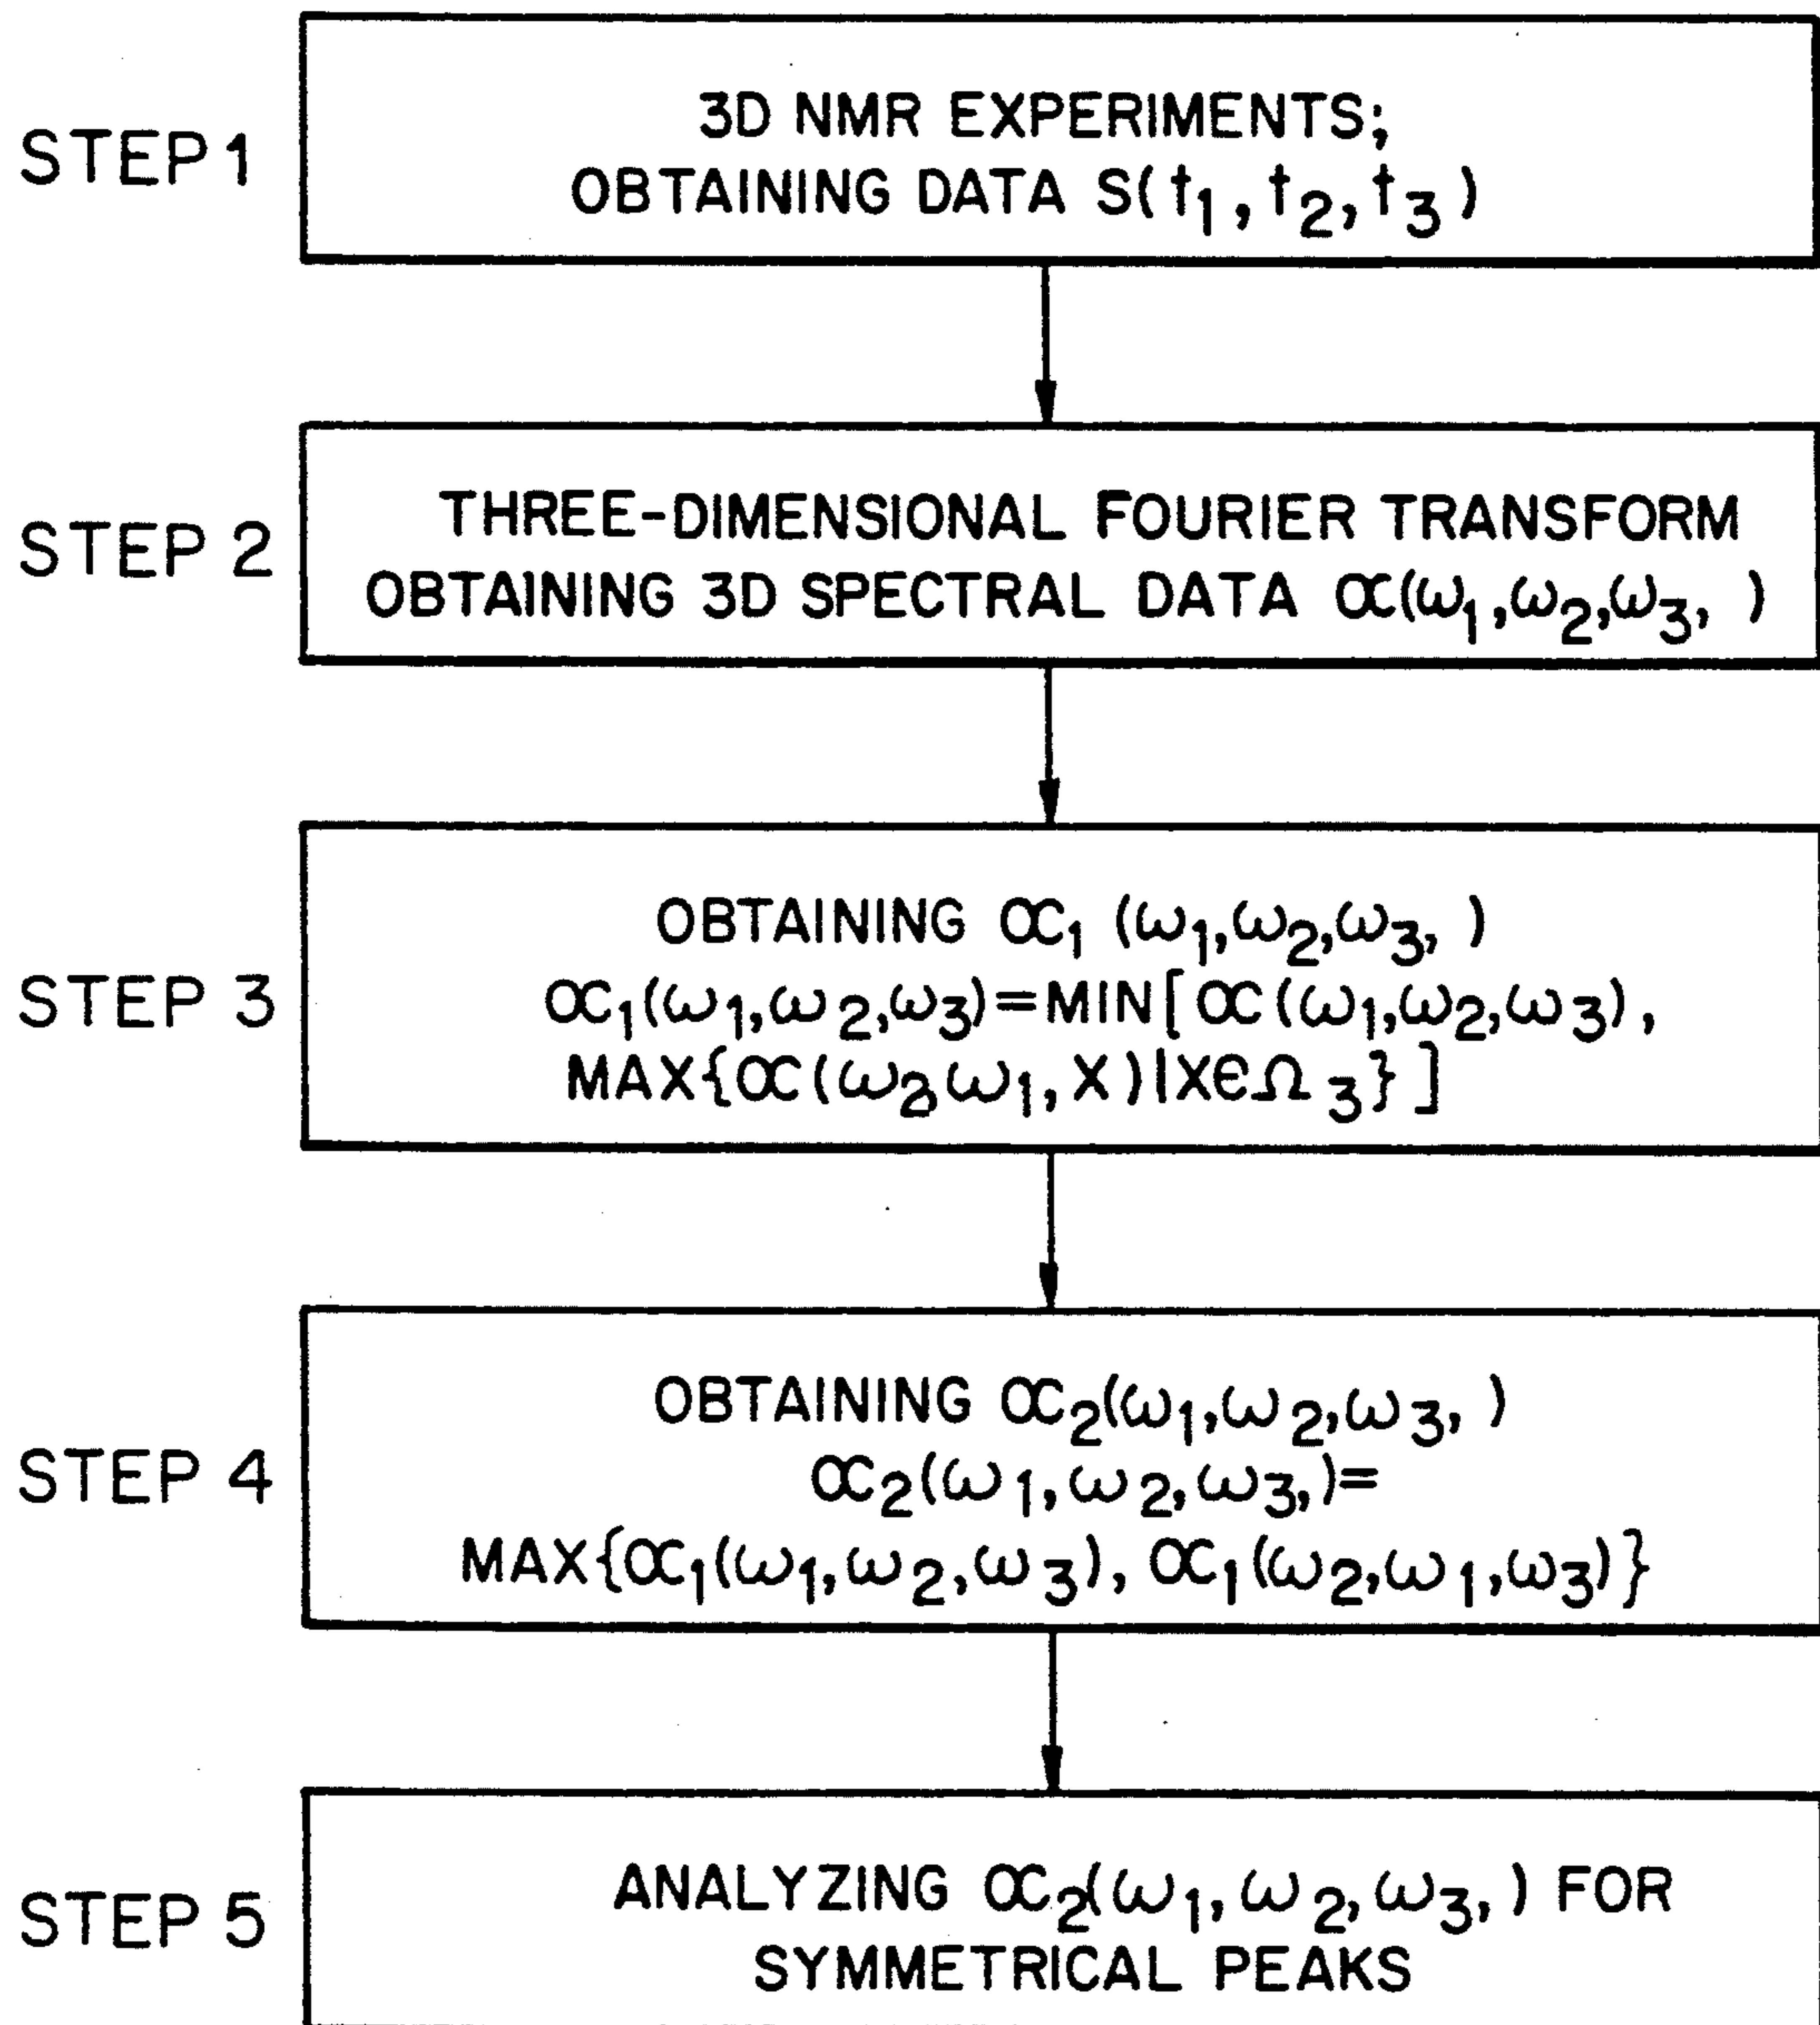 STEP 1
3D NMR EXPERIMENTS;
OBTAINING DATA S(t₁, t₂, t₃)
STEP 2
THREE-DIMENSIONAL FOURIER TRANSFORM
OBTAINING 3D SPECTRAL DATA α(ω₁,ω₂,ω₃, )
STEP 3
OBTAINING α₁ (ω₁,ω₂,ω₃, )
α₁(ω₁,ω₂,ω₃)=MIN[α(ω₁,ω₂,ω₃),
MAX{α(ω₂ω₁,X)|X∈Ω₃}]
STEP 4
OBTAINING α₂(ω₁,ω₂,ω₃, )
α₂(ω₁,ω₂,ω₃,)=
MAX{α₁(ω₁,ω₂,ω₃), α₁(ω₂,ω₁,ω₃)}
STEP 5
ANALYZING α₂(ω₁,ω₂,ω₃, ) FOR
SYMMETRICAL PEAKS